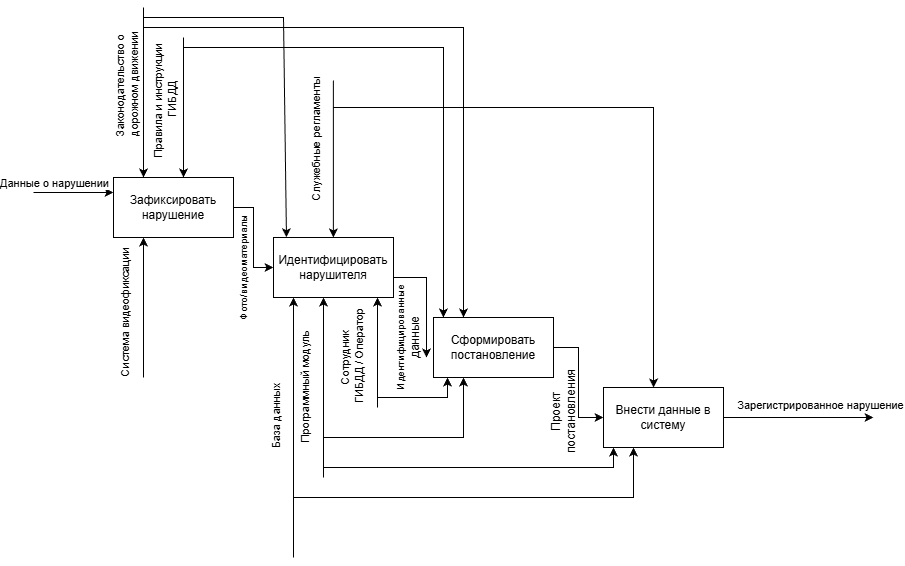 Законодательство о
дорожном движении
Правила и инструкции
ГИБДД
Служебные регламенты
Данные о нарушении
Зафиксировать
нарушение
Система видеофиксации
Фото/видеоматериалы
Идентифицировать
нарушителя
База данных
Программный модуль
Сотрудник
ГИБДД / Оператор
Идентифицированные
данные
Сформировать
постановление
Проект
постановления
Внести данные в
систему
Зарегистрированное нарушение